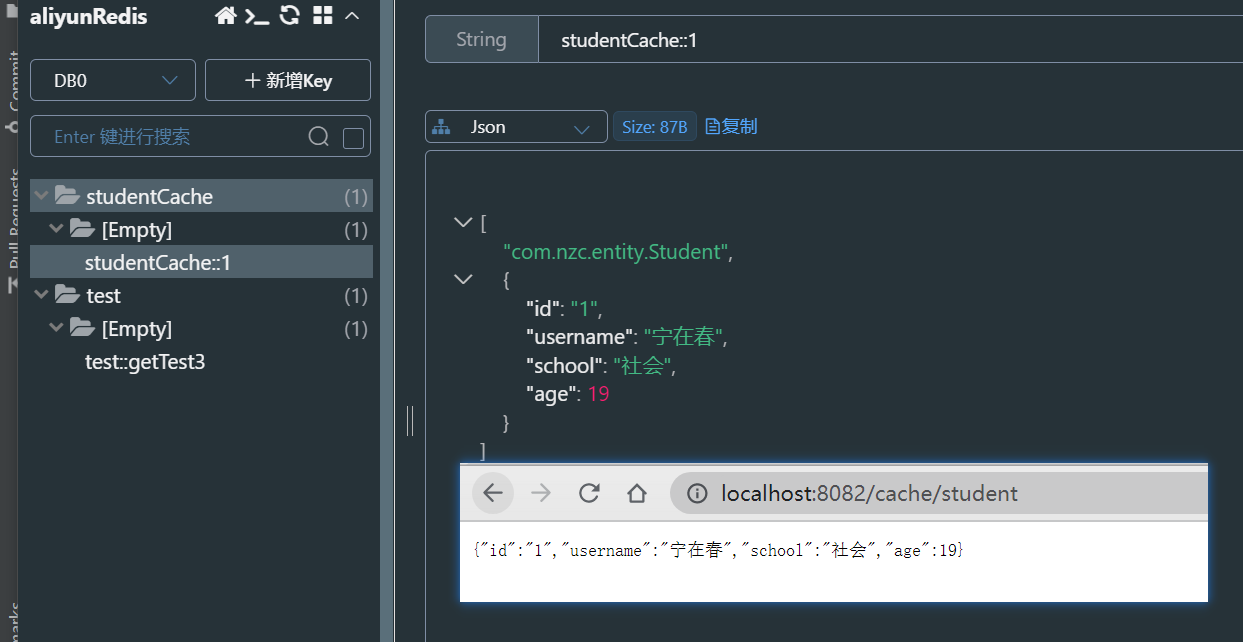 aliyunRedis
DB0
新增Key
Enter 键进行搜索
studentCache (1)
[Empty] (1)
studentCache::1
test (1)
[Empty] (1)
test::getTest3
Commit
Pull Requests
String studentCache::1
Json Size: 87B 复制
[
"com.nzc.entity.Student",
{
"id": "1",
"username": "宁在春",
"school": "社会",
"age": 19
}
]
localhost:8082/cache/student
{"id":"1","username":"宁在春","school":"社会","age":19}